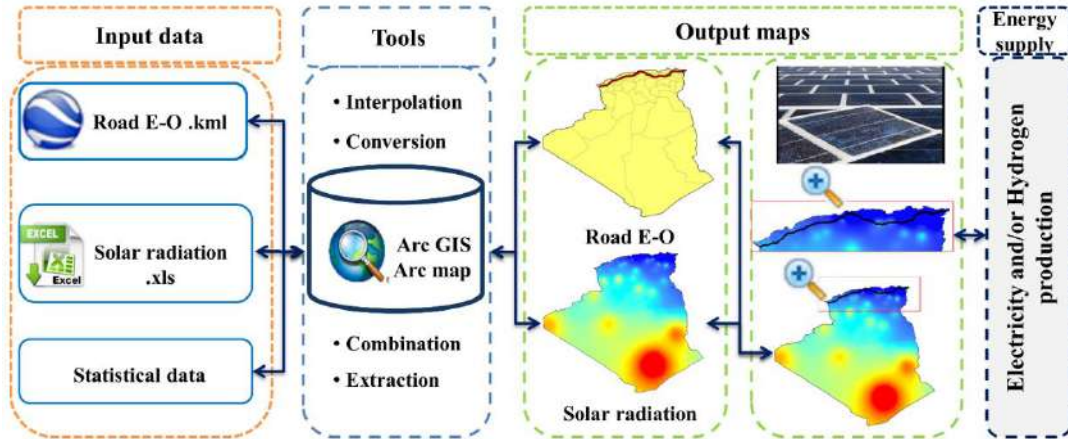 Input data
Road E-O .kml
EXCEL
Excel
Solar radiation
.xls
Statistical data
Tools
• Interpolation
• Conversion
Arc GIS
Arc map
• Combination
• Extraction
Output maps
Road E-O
Solar radiation
Energy
supply
Electricity and/or Hydrogen
production